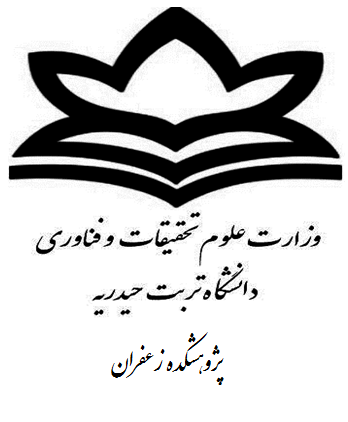 وزارت علوم تحقیقات و فناوری
دانشگاه تربت حیدریه
پژوهشکده زعفران